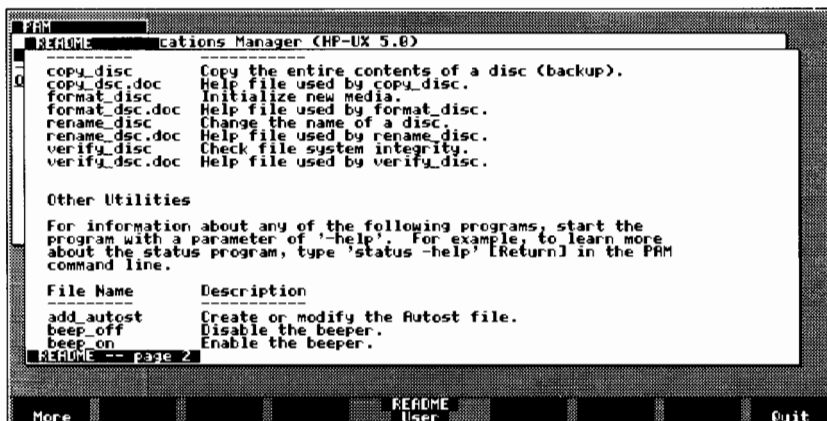 PAM
README cations Manager (HP-UX 5.0)
--------- -----------
copy_disc Copy the entire contents of a disc (backup).
copy_dsc.doc Help file used by copy_disc.
format_disc Initialize new media.
format_dsc.doc Help file used by format_disc.
rename_disc Change the name of a disc.
rename_dsc.doc Help file used by rename_disc.
verify_disc Check file system integrity.
verify_dsc.doc Help file used by verify_disc.
Other Utilities
For information about any of the following programs, start the
program with a parameter of '-help'. For example, to learn more
about the status program, type 'status -help' [Return] in the PAM
command line.
File Name Description
--------- -----------
add_autost Create or modify the Autost file.
beep_off Disable the beeper.
beep_on Enable the beeper.
README -- page 2
README
More User Quit